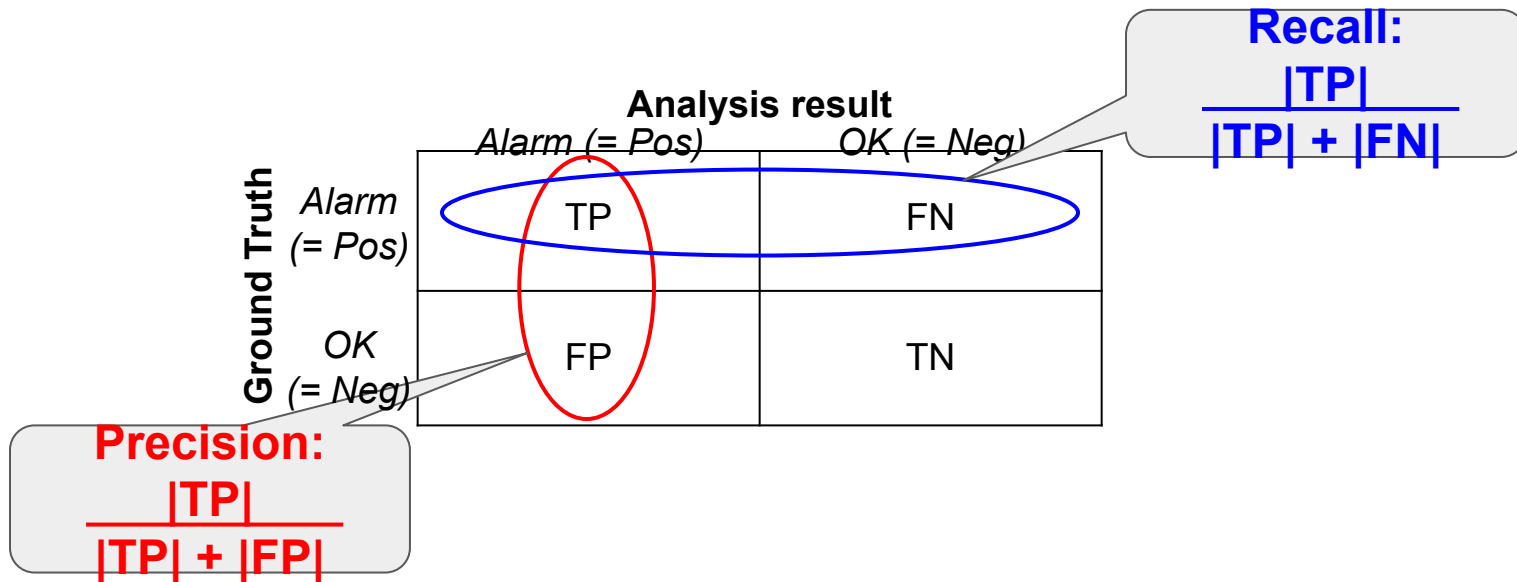 Recall:
|TP|
|TP| + |FN|
Analysis result
Alarm (= Pos)
OK (= Neg)
Ground Truth
Alarm
(= Pos)
TP
FN
OK
(= Neg)
FP
TN
Precision:
|TP|
|TP| + |FP|